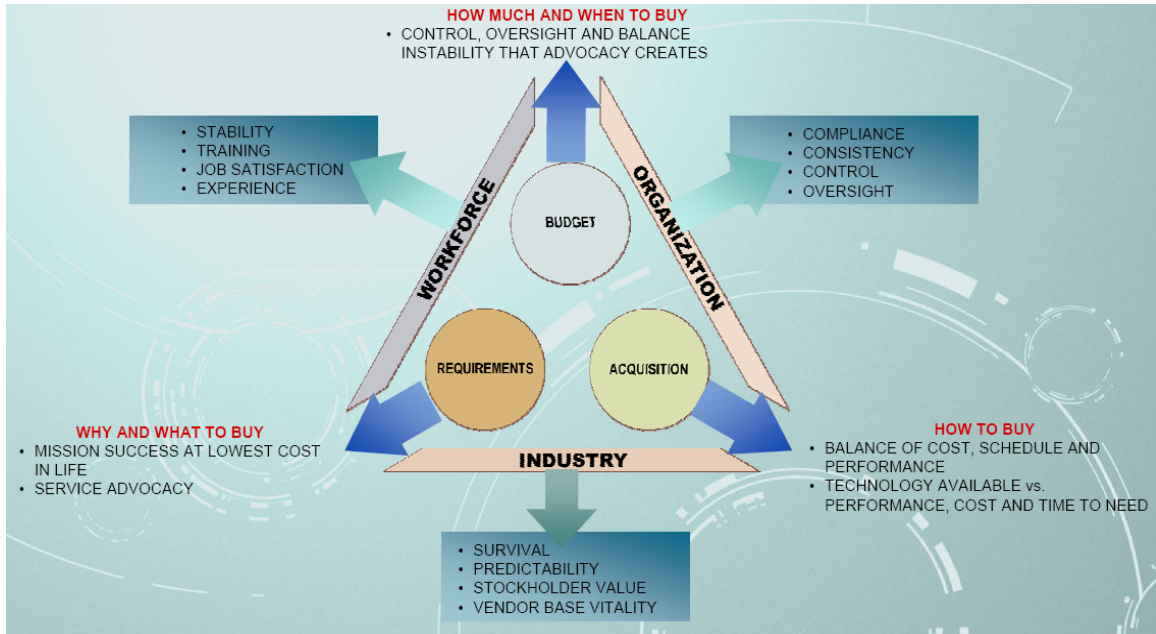 HOW MUCH AND WHEN TO BUY
• CONTROL, OVERSIGHT AND BALANCE
INSTABILITY THAT ADVOCACY CREATES
• STABILITY
• TRAINING
• JOB SATISFACTION
• EXPERIENCE
• COMPLIANCE
• CONSISTENCY
• CONTROL
• OVERSIGHT
WORKFORCE
BUDGET
ORGANIZATION
REQUIREMENTS
ACQUISITION
WHY AND WHAT TO BUY
• MISSION SUCCESS AT LOWEST COST
IN LIFE
• SERVICE ADVOCACY
INDUSTRY
HOW TO BUY
• BALANCE OF COST, SCHEDULE AND
PERFORMANCE
• TECHNOLOGY AVAILABLE vs.
PERFORMANCE, COST AND TIME TO NEED
• SURVIVAL
• PREDICTABILITY
• STOCKHOLDER VALUE
• VENDOR BASE VITALITY